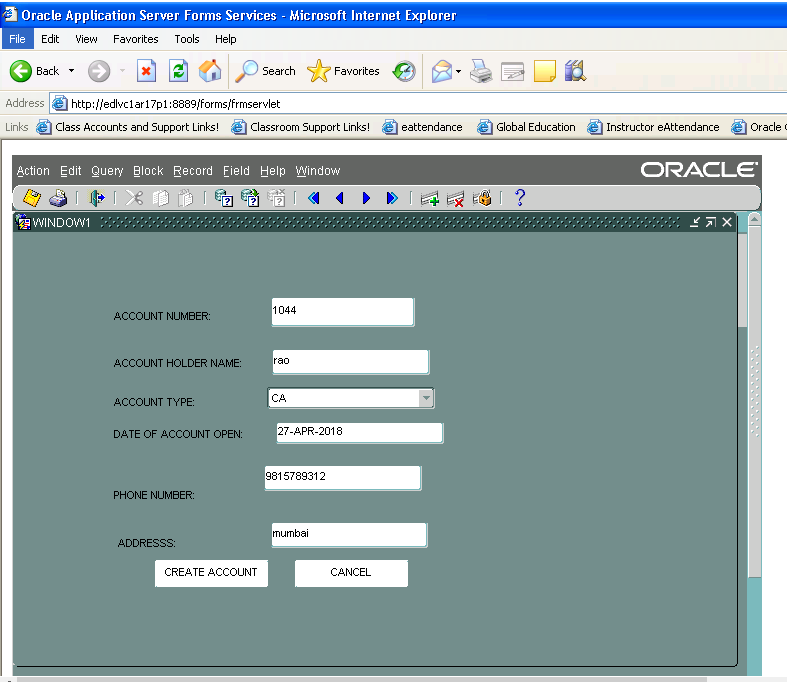 Oracle Application Server Forms Services - Microsoft Internet Explorer
File Edit View Favorites Tools Help
Back Search Favorites
Address http://edlvc1ar17p1:8889/forms/frmservlet
Links Class Accounts and Support Links! Classroom Support Links! eattendance Global Education Instructor eAttendance Oracle
Action Edit Query Block Record Field Help Window ORACLE
WINDOW1
ACCOUNT NUMBER: 1044
ACCOUNT HOLDER NAME: rao
ACCOUNT TYPE: CA
DATE OF ACCOUNT OPEN: 27-APR-2018
PHONE NUMBER: 9815789312
ADDRESSS: mumbai
CREATE ACCOUNT CANCEL